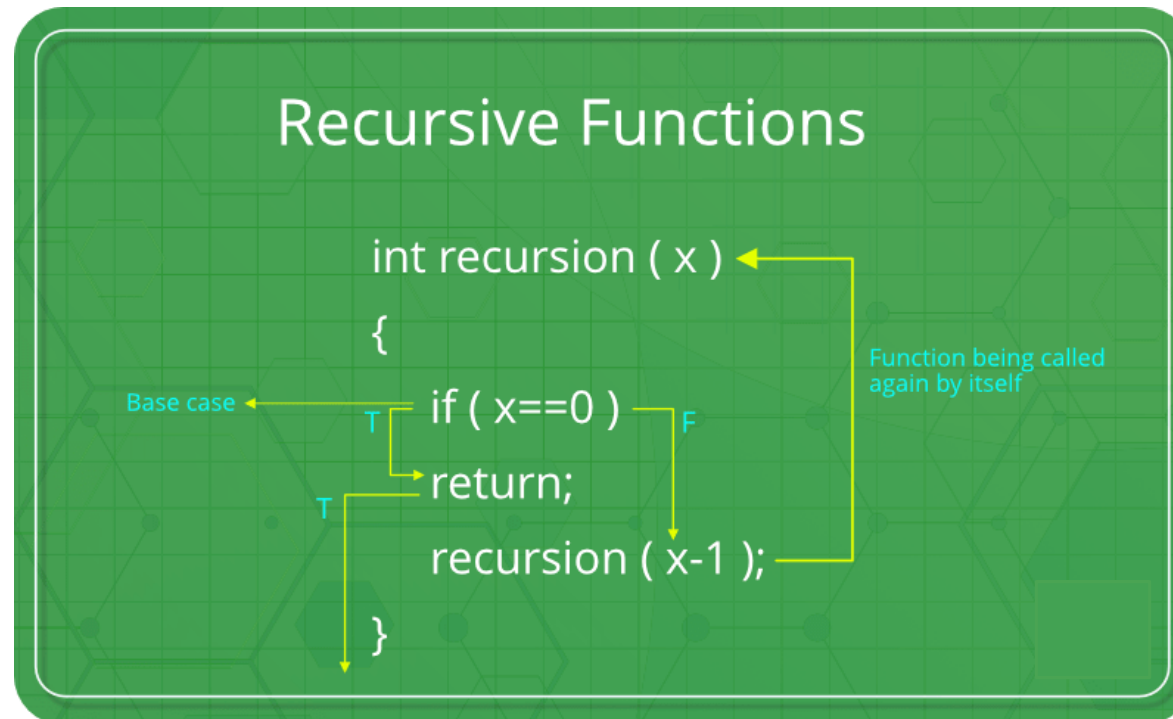 Recursive Functions
int recursion ( x )
{
Function being called
again by itself
Base case
if ( x==0 )
T
F
return;
T
recursion ( x-1 );
}